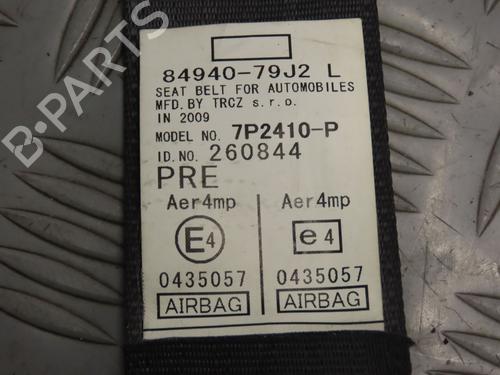 84940-79J2 L
SEAT BELT FOR AUTOMOBILES
MFD. BY TRCZ s.r.o.
IN 2009
MODEL NO. 7P2410-P
ID. NO. 260844
PRE
Aer4mp Aer4mp
E4 e4
0435057 0435057
AIRBAG AIRBAG
B-PARTS